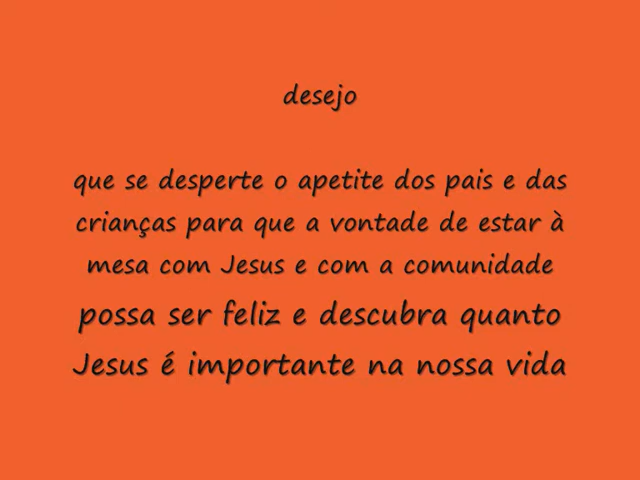 desejo
que se desperte o apetite dos pais e das
crianças para que a vontade de estar à
mesa com Jesus e com a comunidade
possa ser feliz e descubra quanto
Jesus é importante na nossa vida